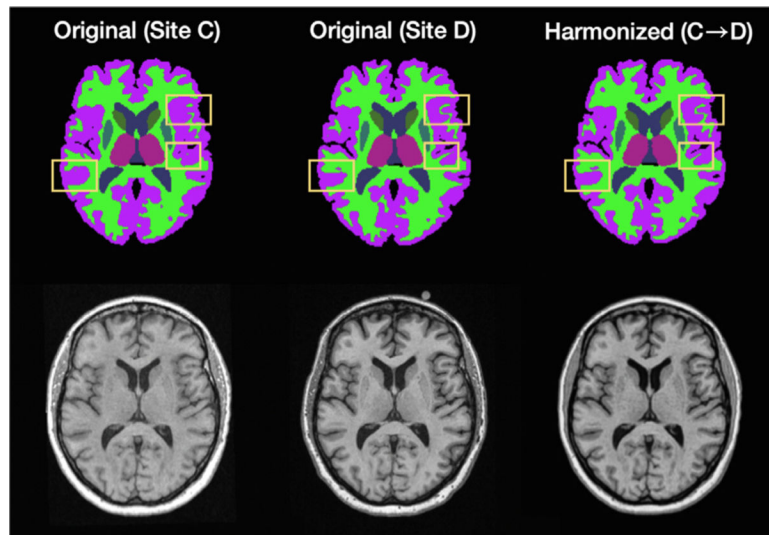 Original (Site C)
Original (Site D)
Harmonized (C→D)